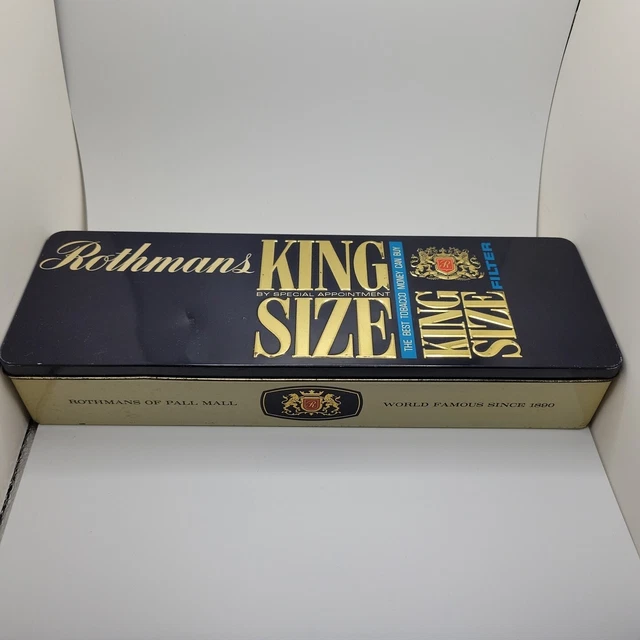 Rothmans
KING
BY SPECIAL APPOINTMENT
SIZE
THE BEST TOBACCO MONEY CAN BUY
KING
SIZE
FILTER
ROTHMANS OF PALL MALL
WORLD FAMOUS SINCE 1890